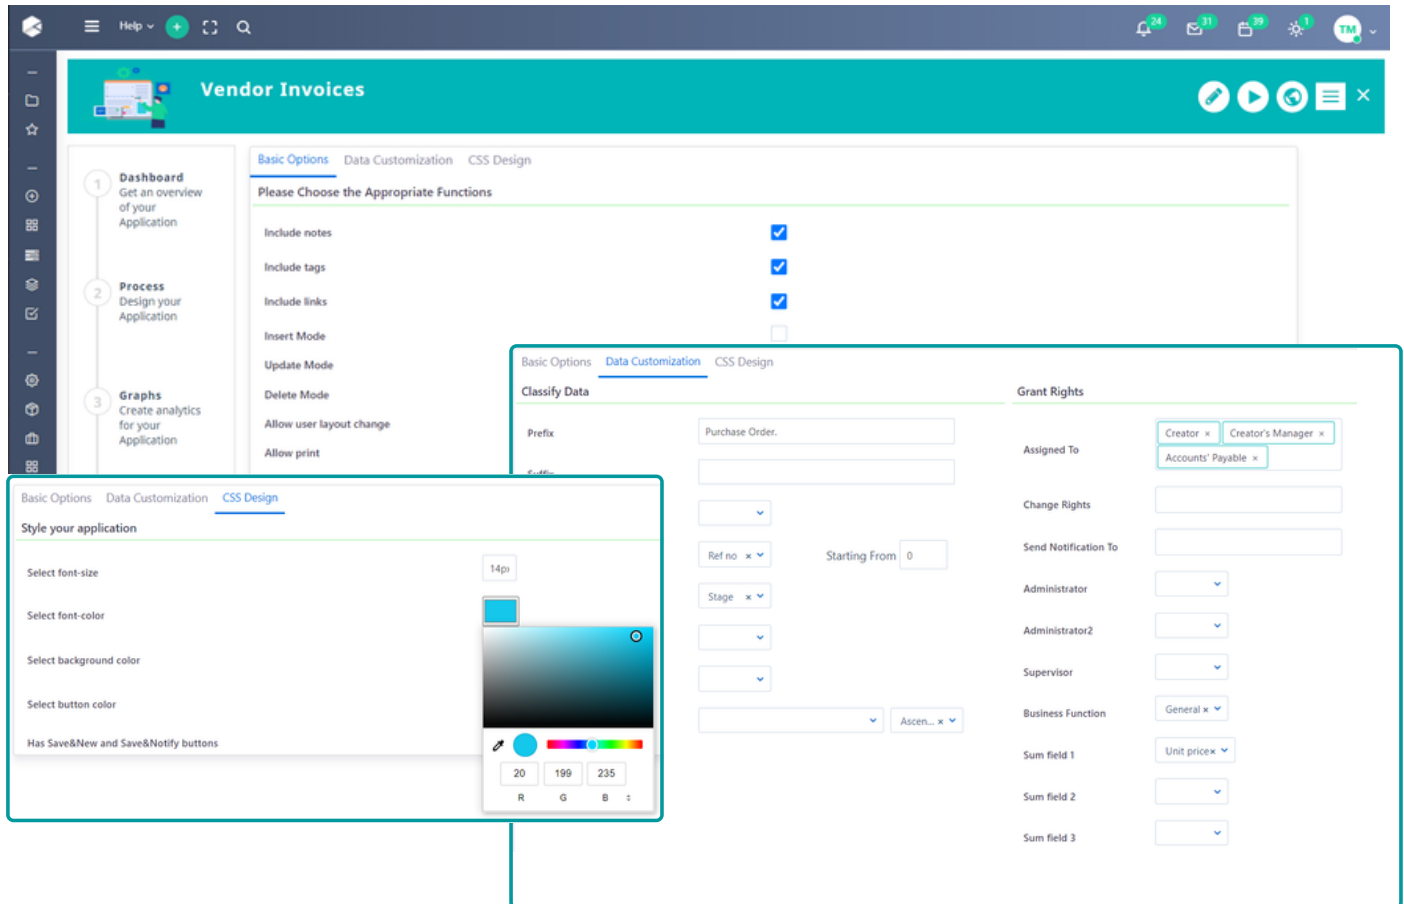 Help
24
31
39
1
TM
Vendor Invoices
1
Dashboard
Get an overview
of your
Application
2
Process
Design your
Application
3
Graphs
Create analytics
for your
Application
Basic Options Data Customization CSS Design
Please Choose the Appropriate Functions
Include notes
Include tags
Include links
Insert Mode
Update Mode
Delete Mode
Allow user layout change
Allow print
Basic Options Data Customization CSS Design
Classify Data
Prefix Purchase Order.
Suffix
Ref no × Starting From 0
Stage ×
Ascen... ×
Grant Rights
Assigned To Creator × Creator's Manager ×
Accounts' Payable ×
Change Rights
Send Notification To
Administrator
Administrator2
Supervisor
Business Function General ×
Sum field 1 Unit price×
Sum field 2
Sum field 3
Basic Options Data Customization CSS Design
Style your application
Select font-size 14px
Select font-color
Select background color
Select button color
Has Save&New and Save&Notify buttons
20 199 235
R G B